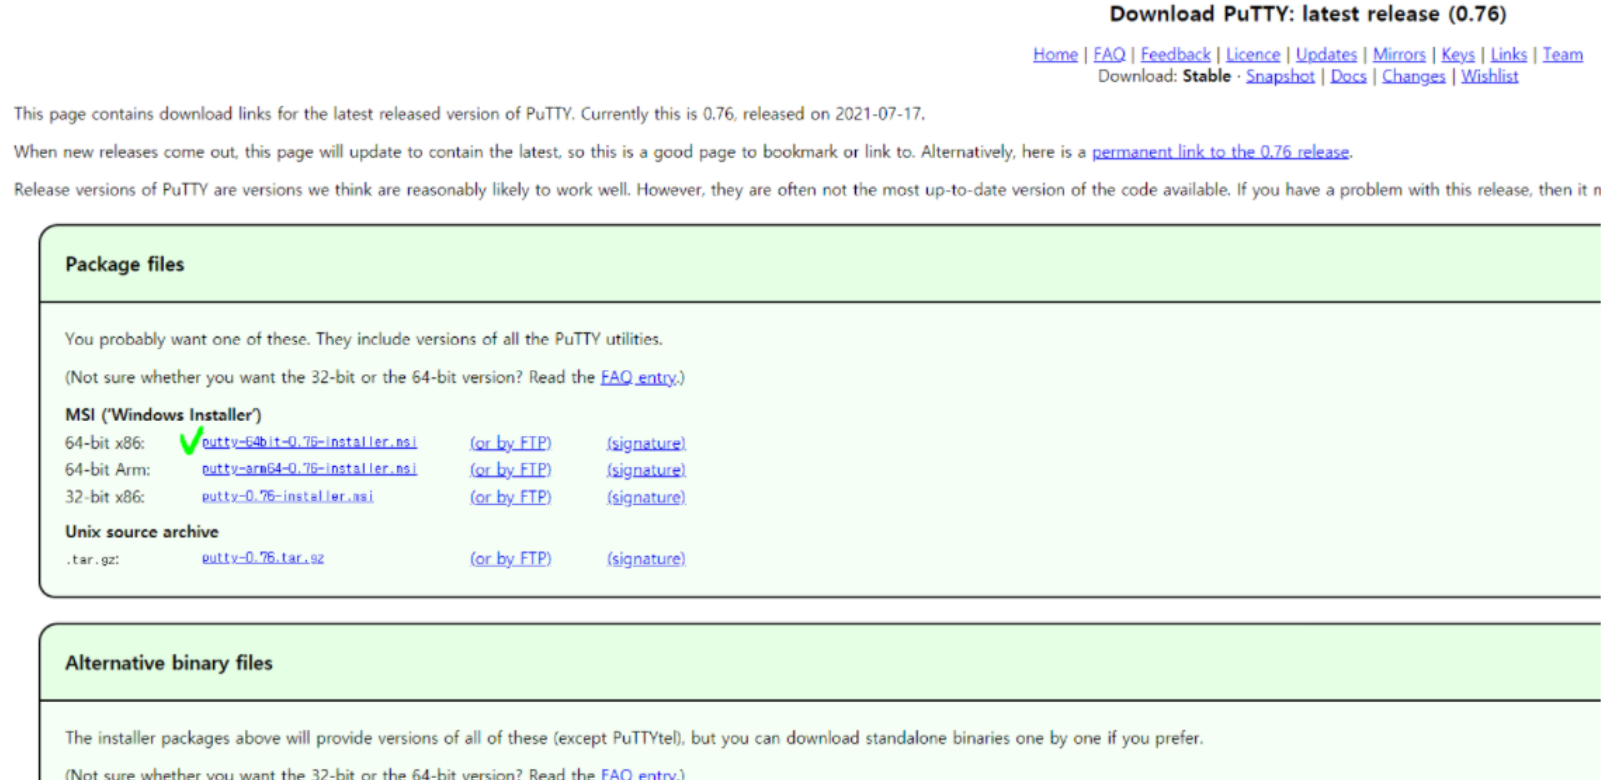 Download PuTTY: latest release (0.76)
Home | FAQ | Feedback | Licence | Updates | Mirrors | Keys | Links | Team
Download: Stable · Snapshot | Docs | Changes | Wishlist
This page contains download links for the latest released version of PuTTY. Currently this is 0.76, released on 2021-07-17.
When new releases come out, this page will update to contain the latest, so this is a good page to bookmark or link to. Alternatively, here is a permanent link to the 0.76 release.
Release versions of PuTTY are versions we think are reasonably likely to work well. However, they are often not the most up-to-date version of the code available. If you have a problem with this release, then it
Package files
You probably want one of these. They include versions of all the PuTTY utilities.
(Not sure whether you want the 32-bit or the 64-bit version? Read the FAQ entry.)
MSI ('Windows Installer')
64-bit x86: putty-64bit-0.76-installer.msi (or by FTP) (signature)
64-bit Arm: putty-arm64-0.76-installer.msi (or by FTP) (signature)
32-bit x86: putty-0.76-installer.msi (or by FTP) (signature)
Unix source archive
.tar.gz: putty-0.76.tar.gz (or by FTP) (signature)
Alternative binary files
The installer packages above will provide versions of all of these (except PuTTYtel), but you can download standalone binaries one by one if you prefer.
(Not sure whether you want the 32-bit or the 64-bit version? Read the FAQ entry.)